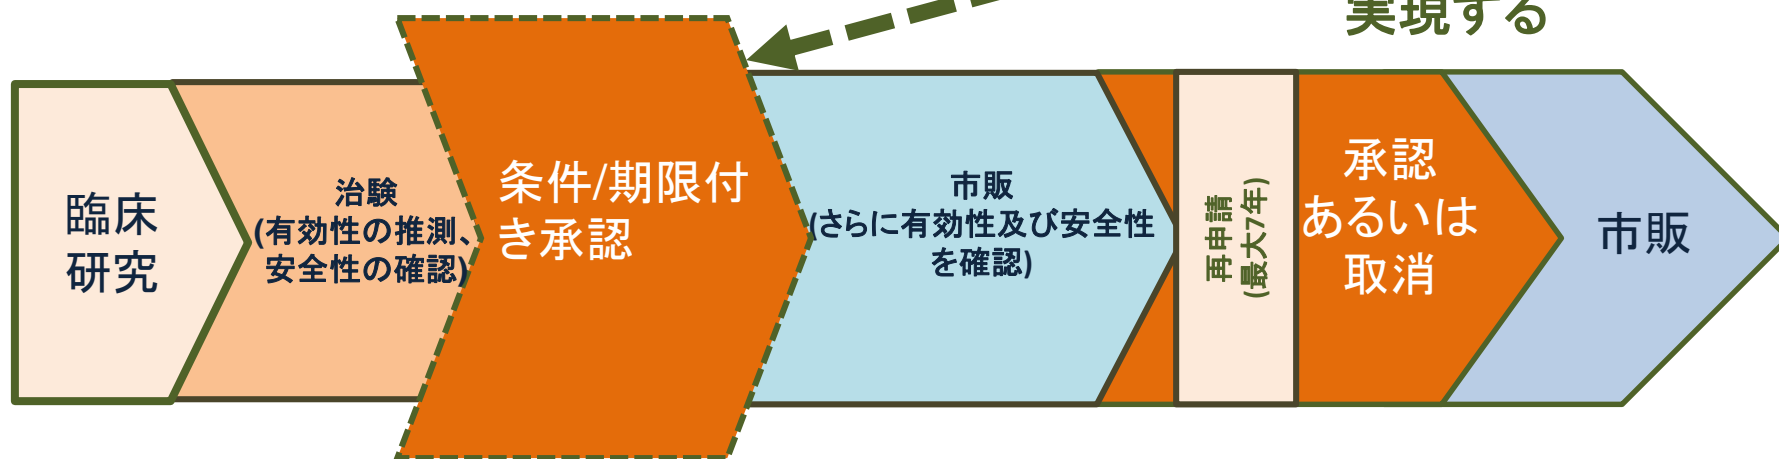 実現する
臨床
研究
治験
(有効性の推測、
安全性の確認)
条件/期限付
き承認
市販
(さらに有効性及び安全性
を確認)
再申請
(最大7年)
承認
あるいは
取消
市販